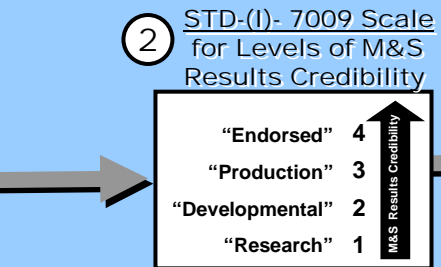 2
STD-(I)- 7009 Scale
for Levels of M&S
Results Credibility
“Endorsed” 4
“Production” 3
“Developmental” 2
“Research” 1
M&S Results Credibility